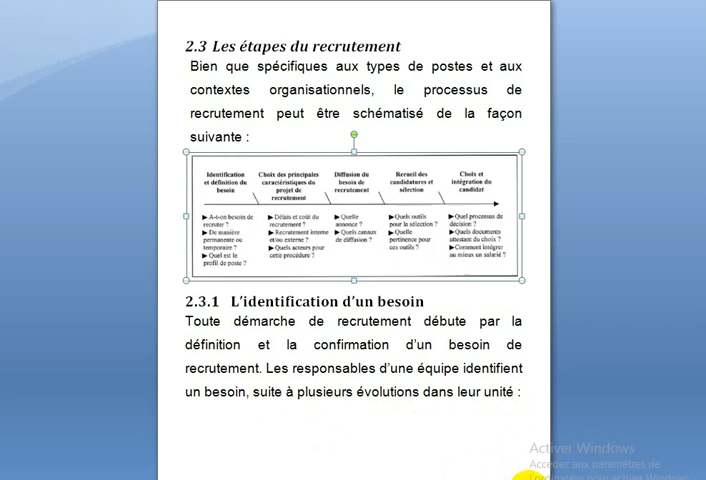 2.3 Les étapes du recrutement
Bien que spécifiques aux types de postes et aux
contextes organisationnels, le processus de
recrutement peut être schématisé de la façon
suivante :
Identification
et définition du
besoin
Choix des principales
caractéristiques du
projet de
recrutement
Diffusion du
besoin de
recrutement
Recueil des
candidatures et
sélection
Choix et
intégration du
candidat
▶ A-t-on besoin de
recruter ?
▶ De manière
permanente ou
temporaire ?
▶ Quel est le
profil de poste ?
▶ Délais et coût du
recrutement ?
▶ Recrutement interne
et/ou externe ?
▶ Quels acteurs pour
cette procédure ?
▶ Quelle
annonce ?
▶ Quels canaux
de diffusion ?
▶ Quels outils
pour la sélection ?
▶ Quelle
pertinence pour
ces outils ?
▶ Quel processus de
décision ?
▶ Quels documents
attestant du choix ?
▶ Comment intégrer
au mieux un salarié ?
2.3.1 L’identification d’un besoin
Toute démarche de recrutement débute par la
définition et la confirmation d’un besoin de
recrutement. Les responsables d’une équipe identifient
un besoin, suite à plusieurs évolutions dans leur unité :
Activer Windows
Accédez aux paramètres de
l'ordinateur pour activer Windows.